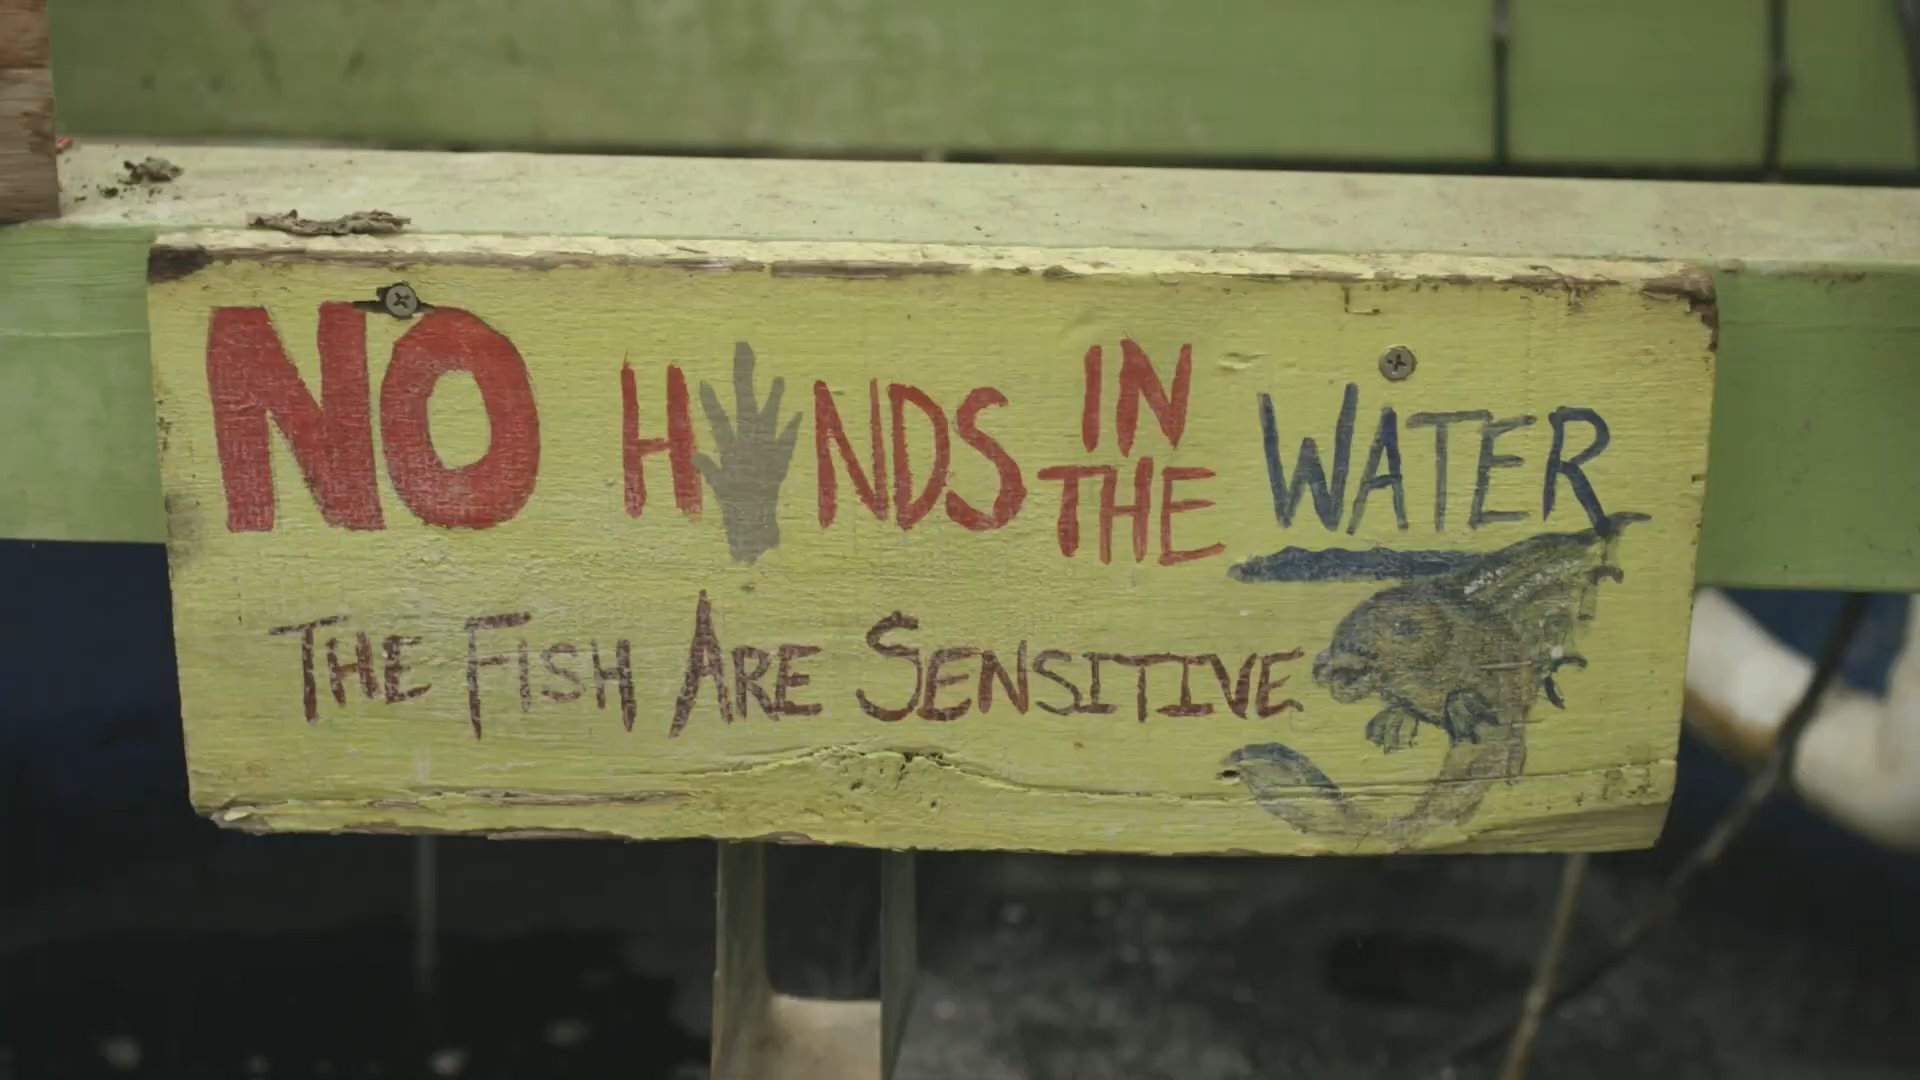 NO HANDS IN THE WATER
THE FISH ARE SENSITIVE